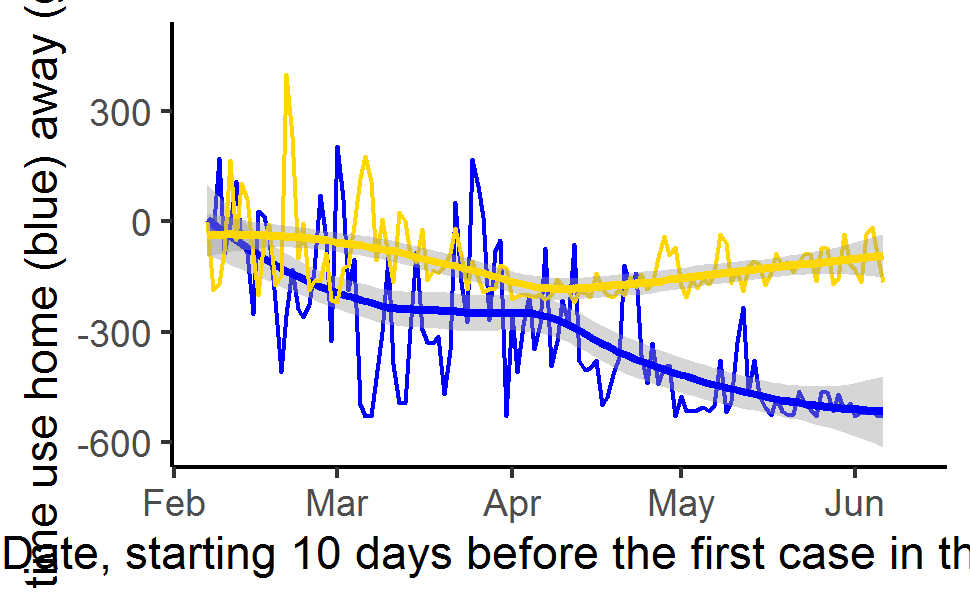 time use home (blue) away (
300
0
-300
-600
Feb Mar Apr May Jun
Date, starting 10 days before the first case in th